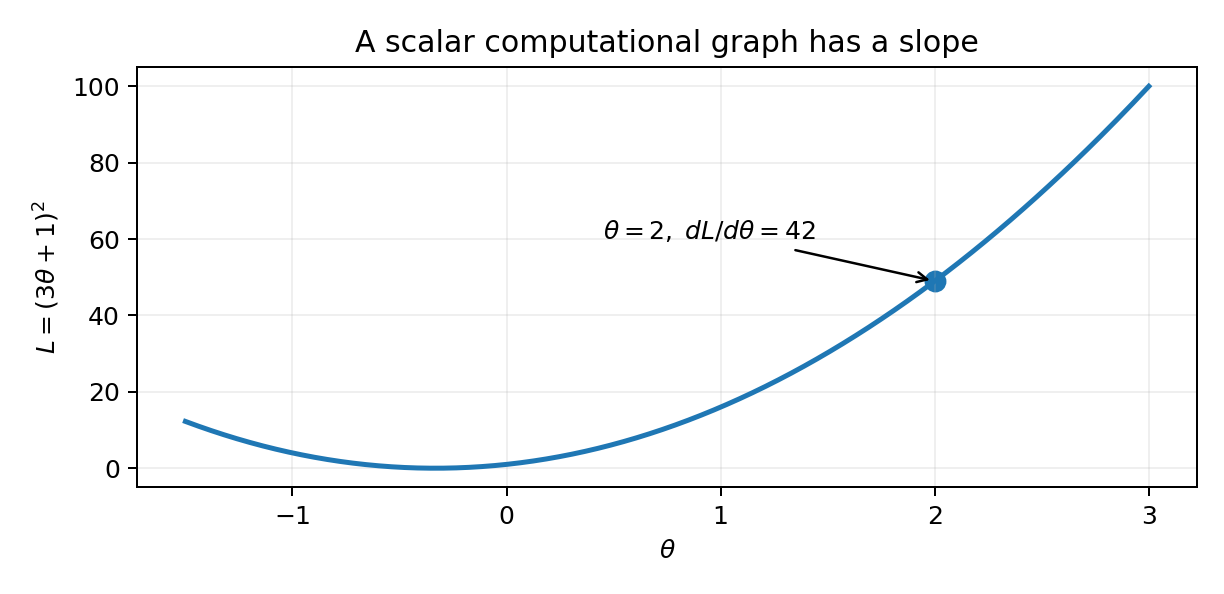 A scalar computational graph has a slope
L = (3θ + 1)²
100
80
60
40
20
0
θ = 2, dL/dθ = 42
−1
0
1
2
3
θ